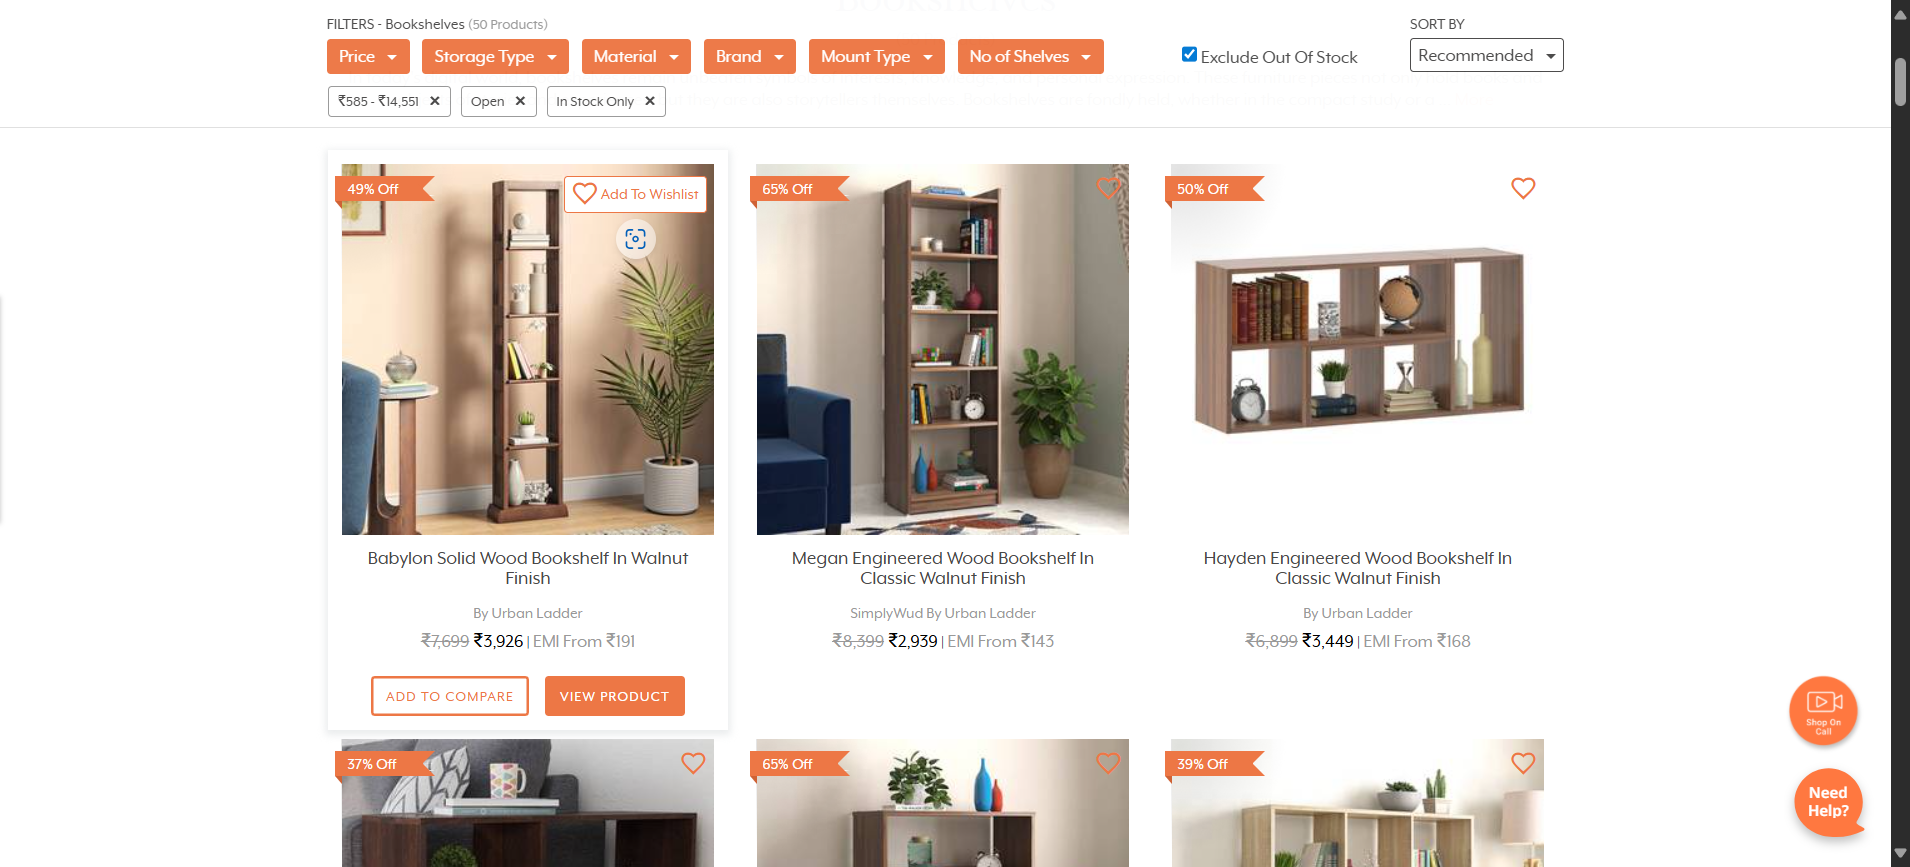 FILTERS - Bookshelves (50 Products)
SORT BY
Price
Storage Type
Material
Brand
Mount Type
No of Shelves
Exclude Out Of Stock
Recommended
₹585 - ₹14,551 ✕
Open ✕
In Stock Only ✕
49% Off
Add To Wishlist
65% Off
50% Off
Babylon Solid Wood Bookshelf In Walnut
Finish
By Urban Ladder
₹7,699 ₹3,926 | EMI From ₹191
ADD TO COMPARE
VIEW PRODUCT
Megan Engineered Wood Bookshelf In
Classic Walnut Finish
SimplyWud By Urban Ladder
₹8,399 ₹2,939 | EMI From ₹143
Hayden Engineered Wood Bookshelf In
Classic Walnut Finish
By Urban Ladder
₹6,899 ₹3,449 | EMI From ₹168
Shop On
Call
37% Off
65% Off
39% Off
Need
Help?